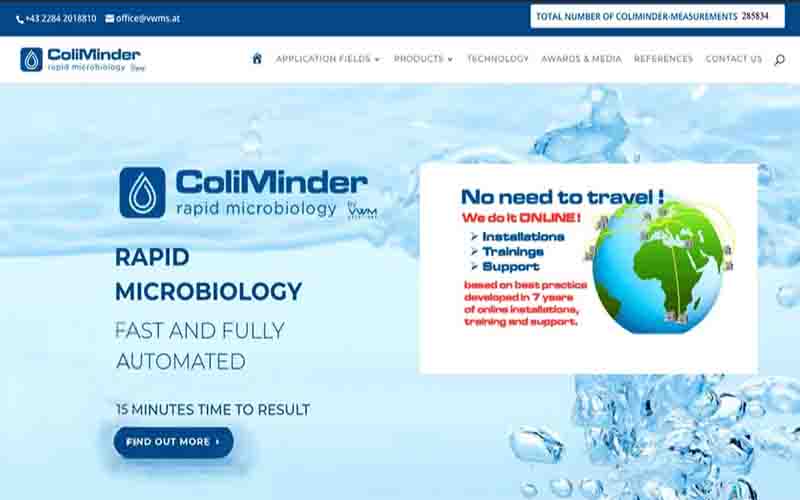 +43 2284 2018810 office@vwms.at
TOTAL NUMBER OF COLIMINDER-MEASUREMENTS 285834
ColiMinder
rapid microbiology
APPLICATION FIELDS PRODUCTS TECHNOLOGY AWARDS & MEDIA REFERENCES CONTACT US
ColiMinder
rapid microbiology by VWM
RAPID
MICROBIOLOGY
FAST AND FULLY
AUTOMATED
15 MINUTES TIME TO RESULT
FIND OUT MORE
No need to travel !
We do it ONLINE !
Installations
Trainings
Support
based on best practice
developed in 7 years
of online installations,
training and support.